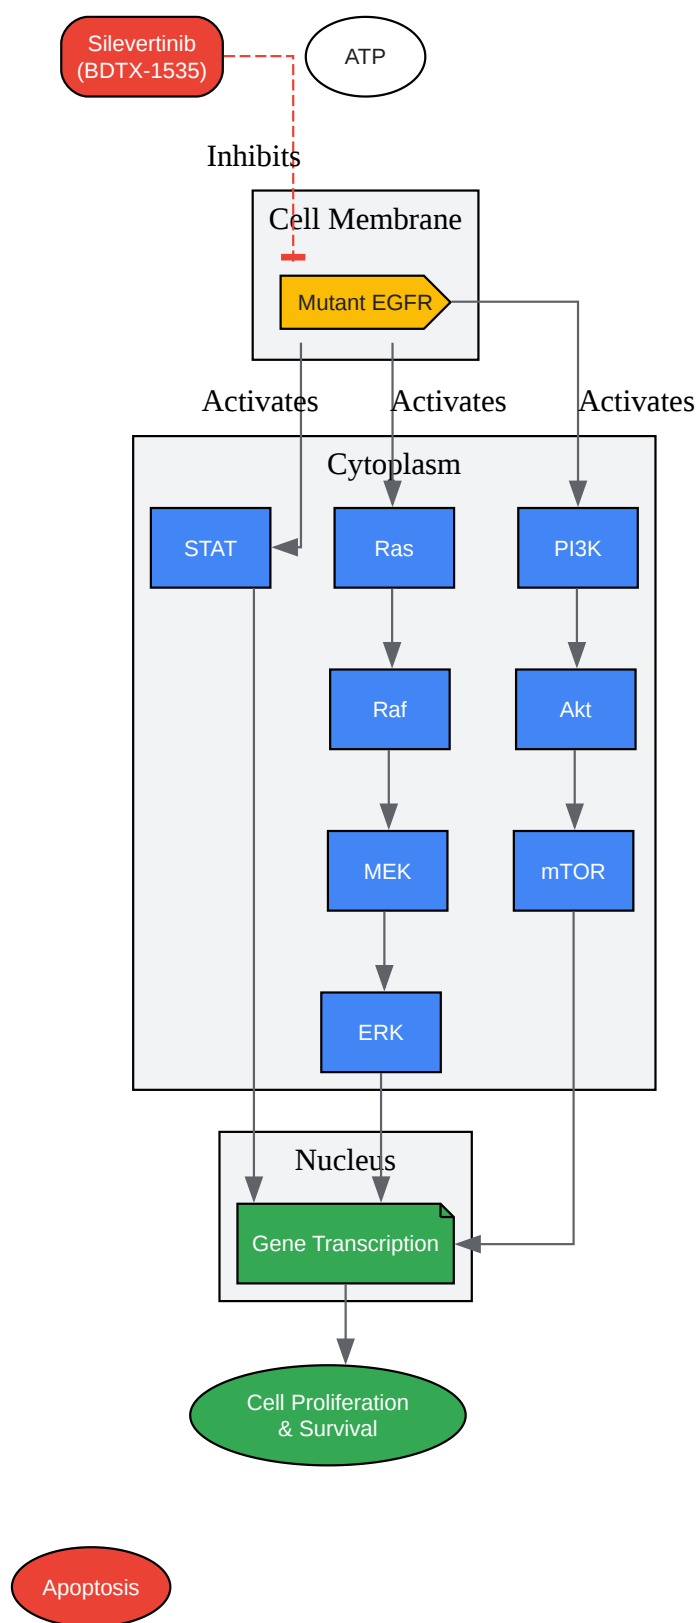 Silevertinib
(BDTX-1535)
ATP
Inhibits
Cell Membrane
Mutant EGFR
Activates
Activates
Activates
Cytoplasm
STAT
Ras
PI3K
Raf
Akt
MEK
mTOR
ERK
Nucleus
Gene Transcription
Cell Proliferation
& Survival
Apoptosis